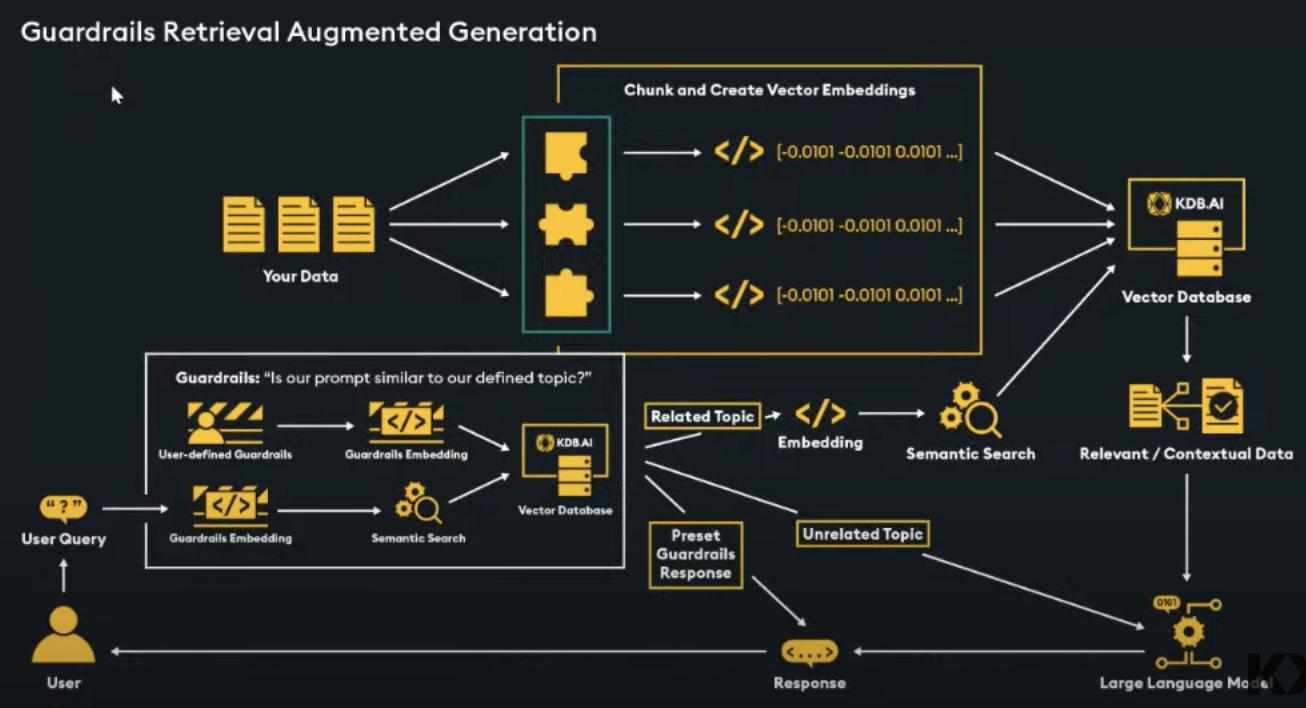 Guardrails Retrieval Augmented Generation
Chunk and Create Vector Embeddings
</> [-0.0101 -0.0101 0.0101 ...]
</> [-0.0101 -0.0101 0.0101 ...]
</> [-0.0101 -0.0101 0.0101 ...]
Your Data
KDB.AI
Vector Database
Guardrails: “Is our prompt similar to our defined topic?”
User-defined Guardrails
</>
Guardrails Embedding
KDB.AI
Vector Database
“ ? ”
User Query
</>
Guardrails Embedding
Semantic Search
Related Topic
</>
Embedding
Semantic Search
Relevant / Contextual Data
Preset
Guardrails
Response
Unrelated Topic
User
<...>
Response
0101
Large Language Model